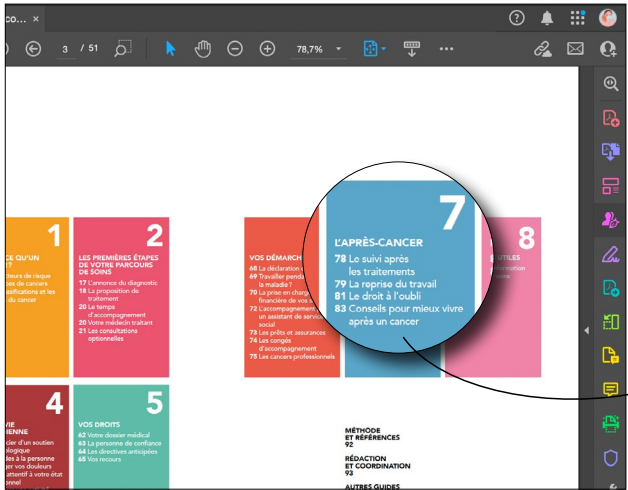 co... ×
?
3 / 51
78,7%
1
CE QU'UN
R?
cteurs de risque
pes de cancers
assifications et les
du cancer
2
LES PREMIÈRES ÉTAPES
DE VOTRE PARCOURS
DE SOINS
17 L'annonce du diagnostic
18 La proposition de
traitement
20 Le temps
d'accompagnement
20 Votre médecin traitant
21 Les consultations
optionnelles
VOS DÉMARCH
68 La déclaration
69 Travailler penda
la maladie?
70 La prise en charg
financière de vos
72 L'accompagnement
un assistant de servic
social
73 Les prêts et assurances
74 Les congés
d'accompagnement
75 Les cancers professionnels
7
L'APRÈS-CANCER
78 Le suivi après
les traitements
79 La reprise du travail
81 Le droit à l'oubli
83 Conseils pour mieux vivre
après un cancer
8
UTILES
formation
4
VIE
IENNE
cier d'un soutien
ologique
des à la personne
ger vos douleurs
attentif à votre état
onnel
5
VOS DROITS
62 Votre dossier médical
63 La personne de confiance
64 Les directives anticipées
65 Vos recours
MÉTHODE
ET RÉFÉRENCES
92
RÉDACTION
ET COORDINATION
93
AUTRES GUIDES